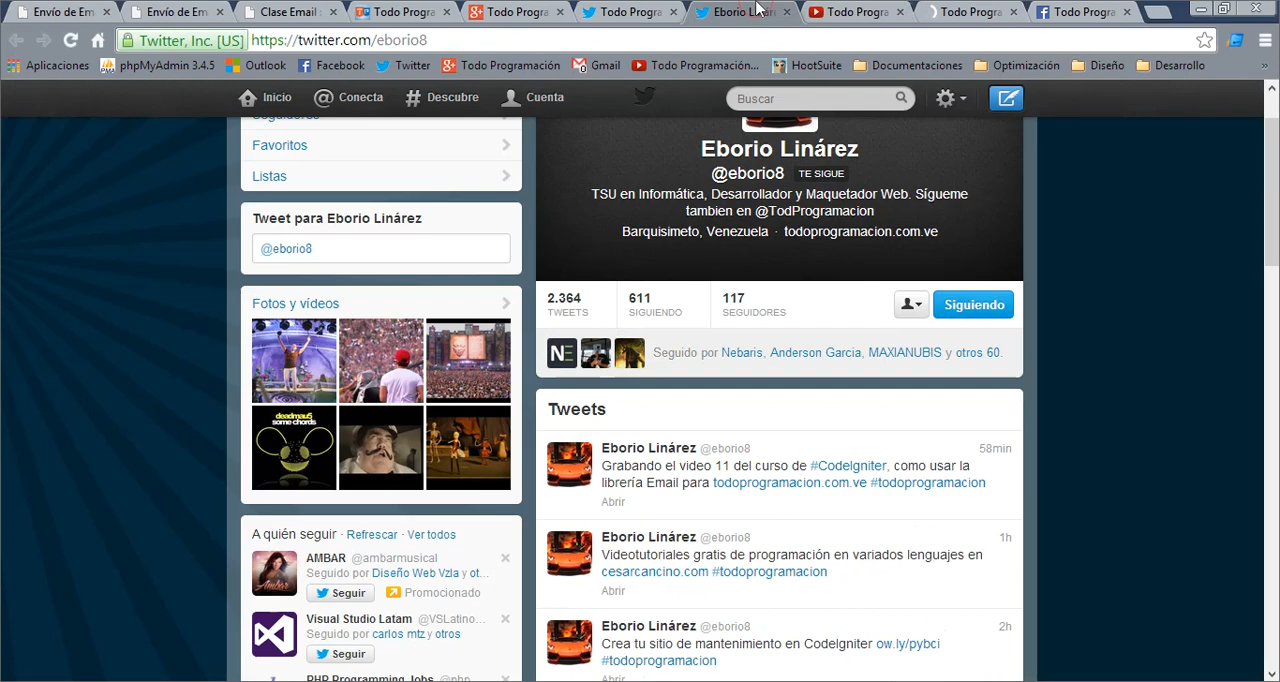 Envío de Em
Envío de Em
Clase Email :
Todo Progra
Todo Progra
Todo Progra
Eborio Linár
Todo Progra
Todo Progra
Todo Progra
Twitter, Inc. [US]
https://twitter.com/eborio8
Aplicaciones
phpMyAdmin 3.4.5
Outlook
Facebook
Twitter
Todo Programación
Gmail
Todo Programación...
HootSuite
Documentaciones
Optimización
Diseño
Desarrollo
Inicio
Conecta
Descubre
Cuenta
Buscar
Seguidores
Favoritos
Listas
Tweet para Eborio Linárez
@eborio8
Fotos y vídeos
deadmau5
some chords
A quién seguir · Refrescar · Ver todos
AMBAR @ambarmusical
Seguido por Diseño Web Vzla y ot...
Seguir
Promocionado
Visual Studio Latam @VSLatino...
Seguido por carlos mtz y otros
Seguir
PHP Programming Jobs @php
Eborio Linárez
@eborio8 TE SIGUE
TSU en Informática, Desarrollador y Maquetador Web. Sígueme
tambien en @TodProgramacion
Barquisimeto, Venezuela · todoprogramacion.com.ve
2.364
TWEETS
611
SIGUIENDO
117
SEGUIDORES
Siguiendo
NE
Seguido por Nebaris, Anderson Garcia, MAXIANUBIS y otros 60.
Tweets
Eborio Linárez @eborio8
58min
Grabando el video 11 del curso de #CodeIgniter, como usar la
librería Email para todoprogramacion.com.ve #todoprogramacion
Abrir
Eborio Linárez @eborio8
1h
Videotutoriales gratis de programación en variados lenguajes en
cesarcancino.com #todoprogramacion
Abrir
Eborio Linárez @eborio8
2h
Crea tu sitio de mantenimiento en CodeIgniter ow.ly/pybci
#todoprogramacion
Abrir